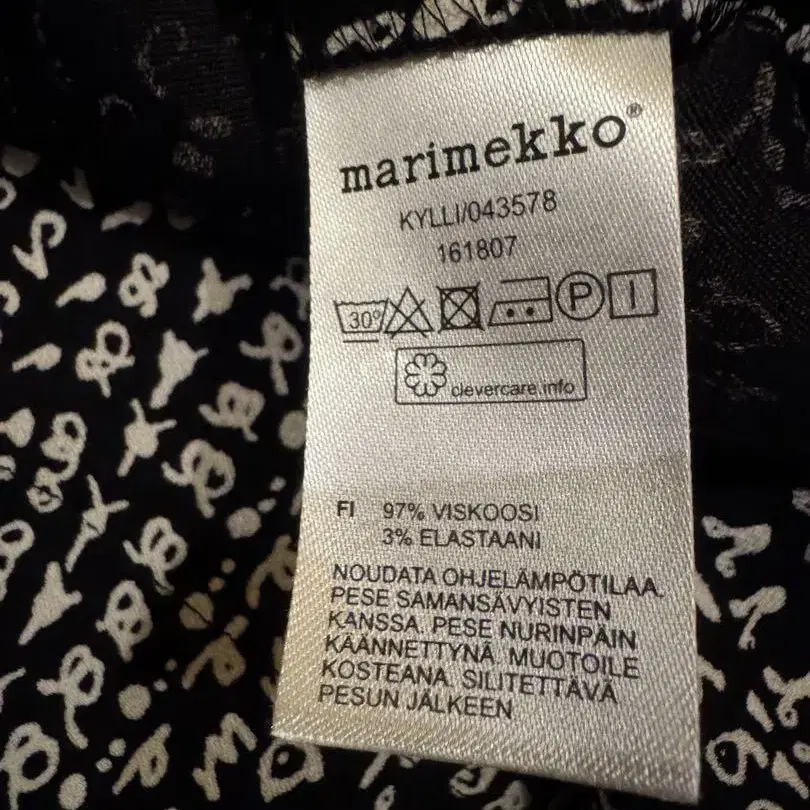 marimekko®
KYLLI/043578
161807
30° P I
clevercare.info
FI 97% VISKOOSI
3% ELASTAANI
NOUDATA OHJELÄMPÖTILAA.
PESE SAMANSÄVYISTEN
KANSSA. PESE NURINPÄIN
KÄÄNNETTYNÄ. MUOTOILE
KOSTEANA. SILITETTÄVÄ
PESUN JÄLKEEN